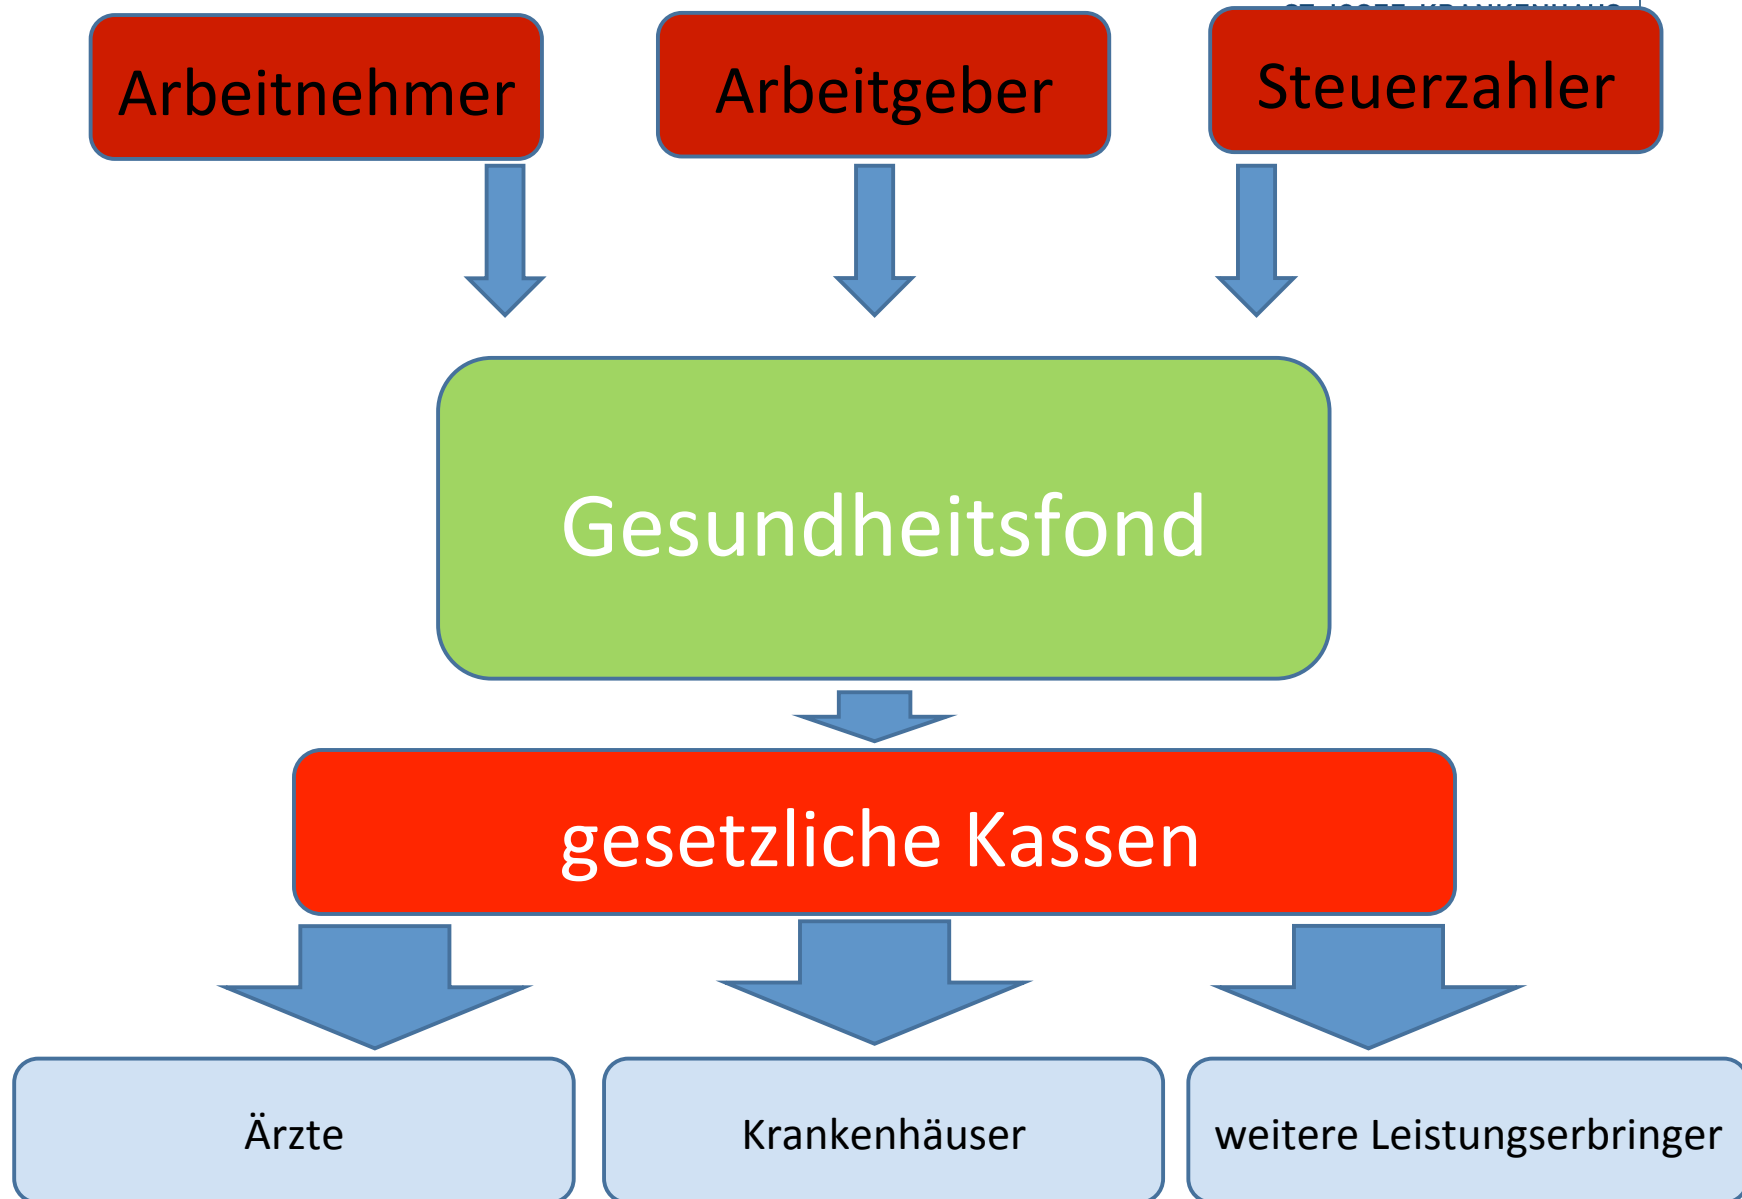 Arbeitnehmer
Arbeitgeber
Steuerzahler
Gesundheitsfond
gesetzliche Kassen
Ärzte
Krankenhäuser
weitere Leistungserbringer